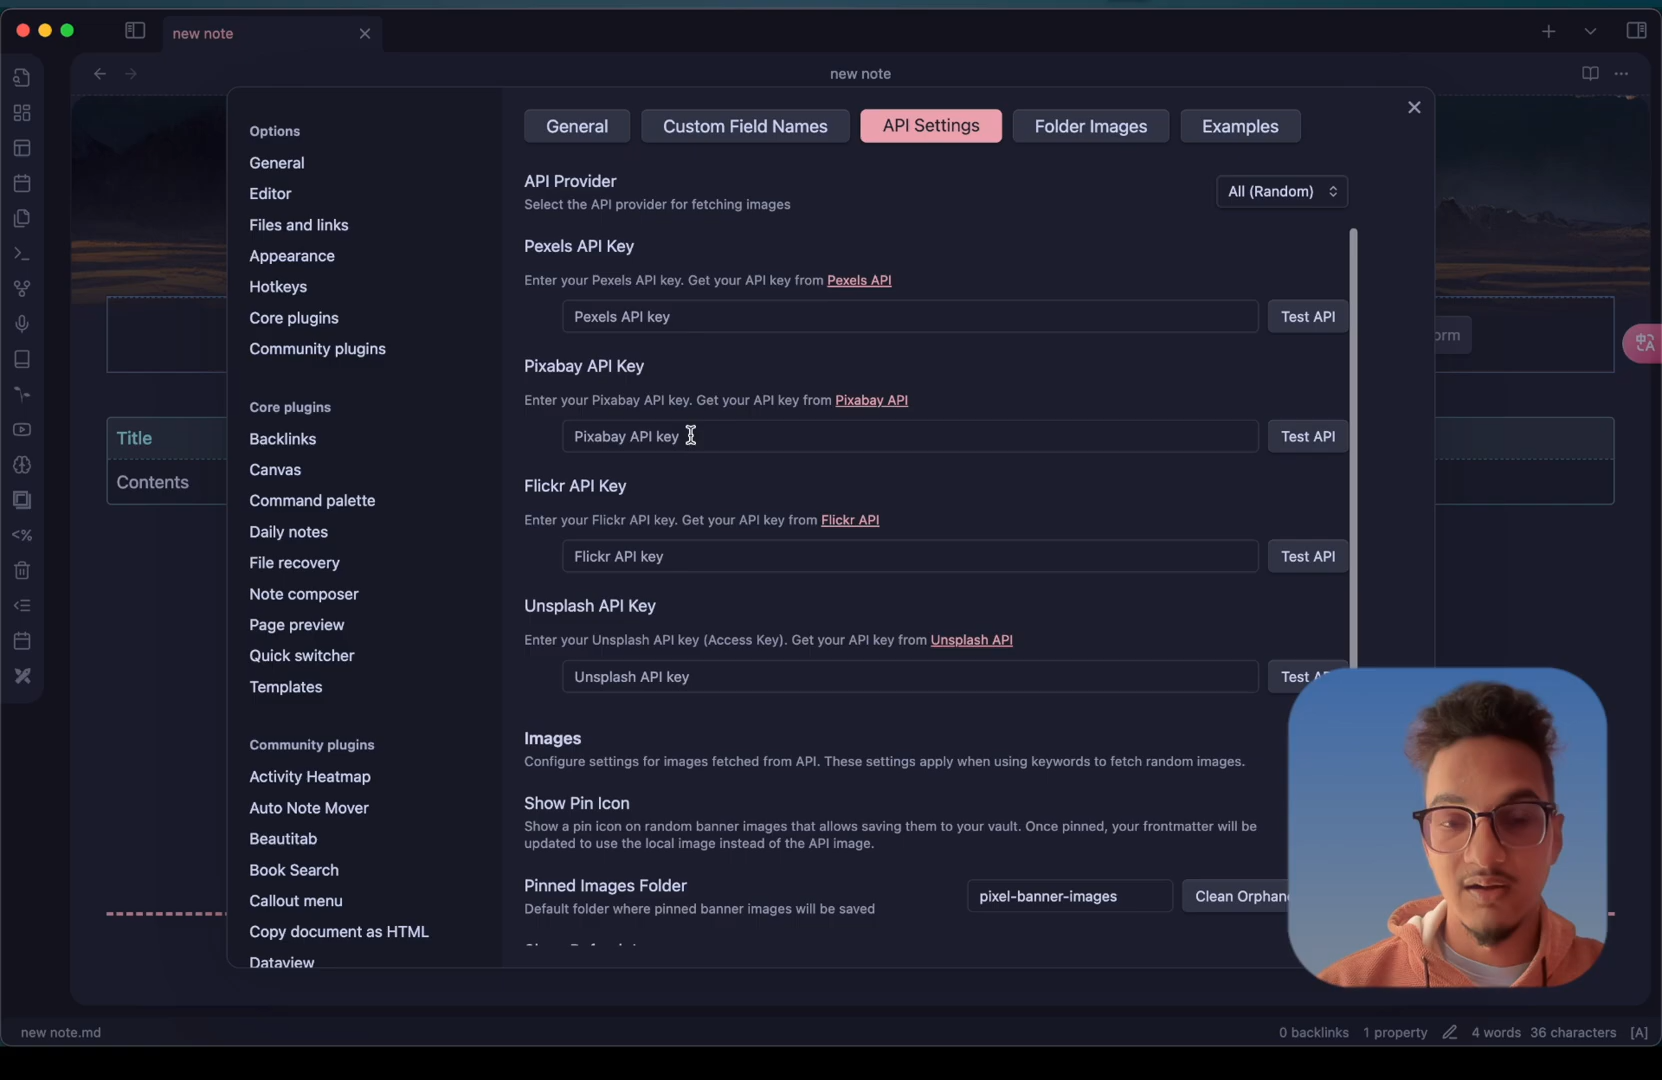 new note
new note
Options
General
Editor
Files and links
Appearance
Hotkeys
Core plugins
Community plugins
Core plugins
Backlinks
Canvas
Command palette
Daily notes
File recovery
Note composer
Page preview
Quick switcher
Templates
Community plugins
Activity Heatmap
Auto Note Mover
Beautitab
Book Search
Callout menu
Copy document as HTML
Dataview
General Custom Field Names API Settings Folder Images Examples
API Provider
Select the API provider for fetching images
All (Random)
Pexels API Key
Enter your Pexels API key. Get your API key from Pexels API
Pexels API key Test API
Pixabay API Key
Enter your Pixabay API key. Get your API key from Pixabay API
Pixabay API key Test API
Flickr API Key
Enter your Flickr API key. Get your API key from Flickr API
Flickr API key Test API
Unsplash API Key
Enter your Unsplash API key (Access Key). Get your API key from Unsplash API
Unsplash API key Test
Images
Configure settings for images fetched from API. These settings apply when using keywords to fetch random images.
Show Pin Icon
Show a pin icon on random banner images that allows saving them to your vault. Once pinned, your frontmatter will be
updated to use the local image instead of the API image.
Pinned Images Folder
Default folder where pinned banner images will be saved
pixel-banner-images Clean Orphan
Title
Contents
orm
中A
<%
new note.md
0 backlinks 1 property 4 words 36 characters [A]